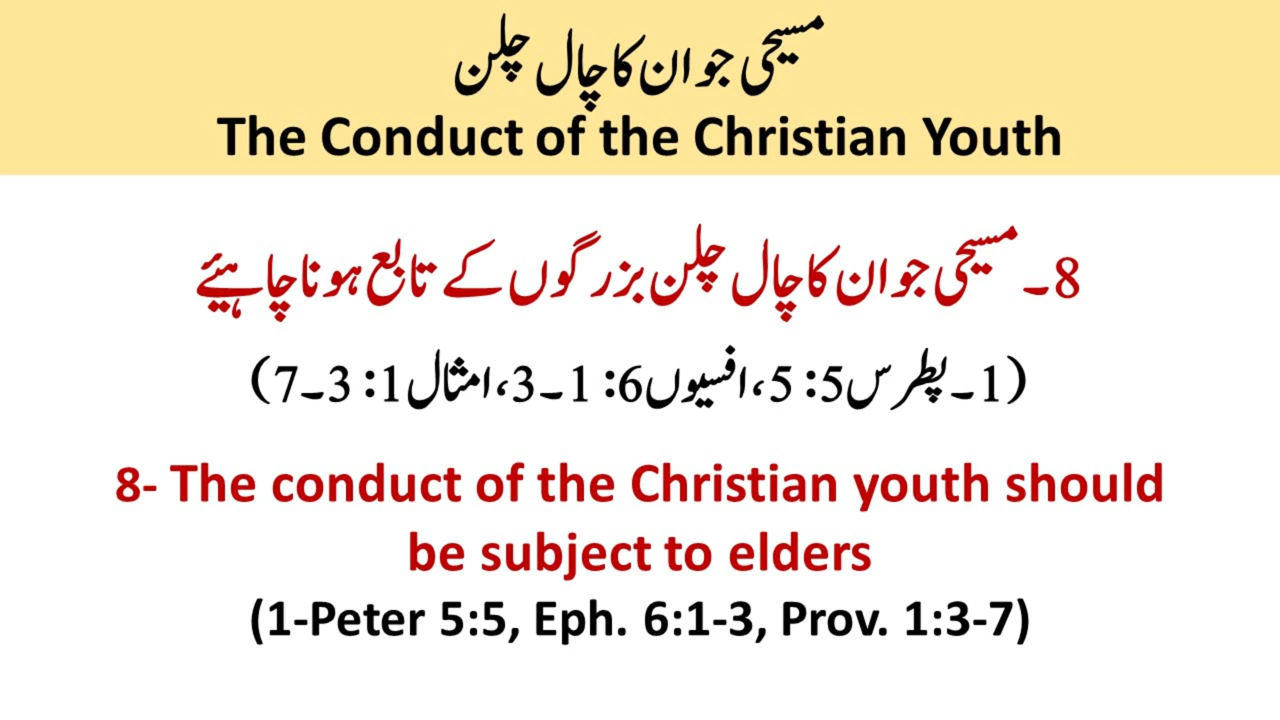 مسیحی جوان کا چال چلن
The Conduct of the Christian Youth
8۔ مسیحی جوان کا چال چلن بزرگوں کے تابع ہونا چاہیئے
(1۔ پطرس 5: 5، افسیوں 6: 1۔3، امثال 1: 3۔7)
8- The conduct of the Christian youth should
be subject to elders
(1-Peter 5:5, Eph. 6:1-3, Prov. 1:3-7)